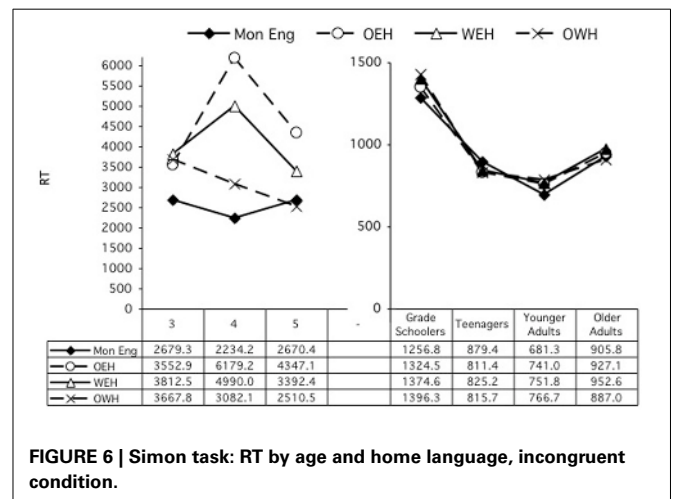 Mon Eng OEH WEH OWH
6000
5500
5000
4500
4000
3500
3000
2500
2000
1500
1000
500
0
RT
1500
1000
500
0
3 4 5 - Grade Schoolers Teenagers Younger Adults Older Adults
Mon Eng 2679.3 2234.2 2670.4 1256.8 879.4 681.3 905.8
OEH 3552.9 6179.2 4347.1 1324.5 811.4 741.0 927.1
WEH 3812.5 4990.0 3392.4 1374.6 825.2 751.8 952.6
OWH 3667.8 3082.1 2510.5 1396.3 815.7 766.7 887.0
FIGURE 6 | Simon task: RT by age and home language, incongruent
condition.